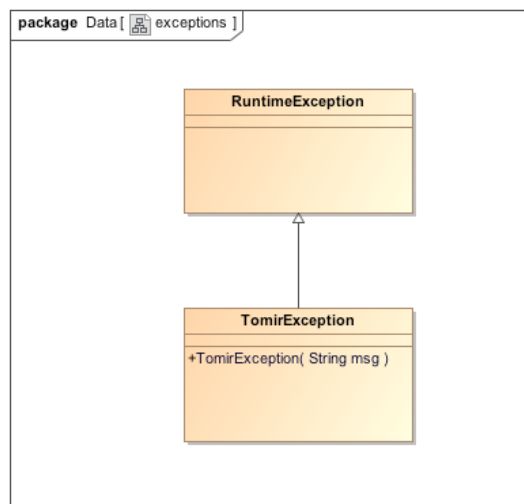 package Data [ exceptions ]
RuntimeException
TomirException
+TomirException( String msg )